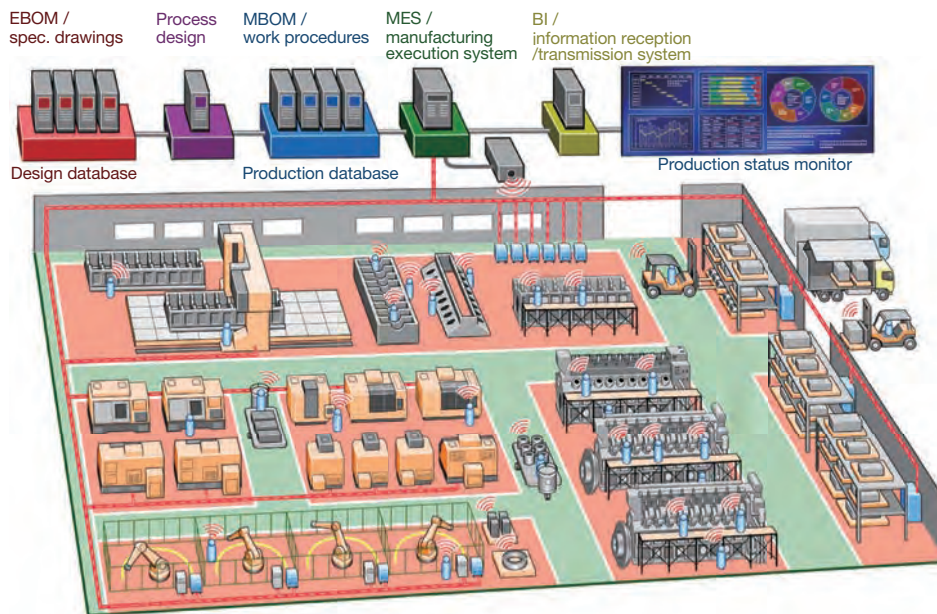 EBOM /
spec. drawings
Process
design
MBOM /
work procedures
MES /
manufacturing
execution system
BI /
information reception
/transmission system
Design database
Production database
Production status monitor